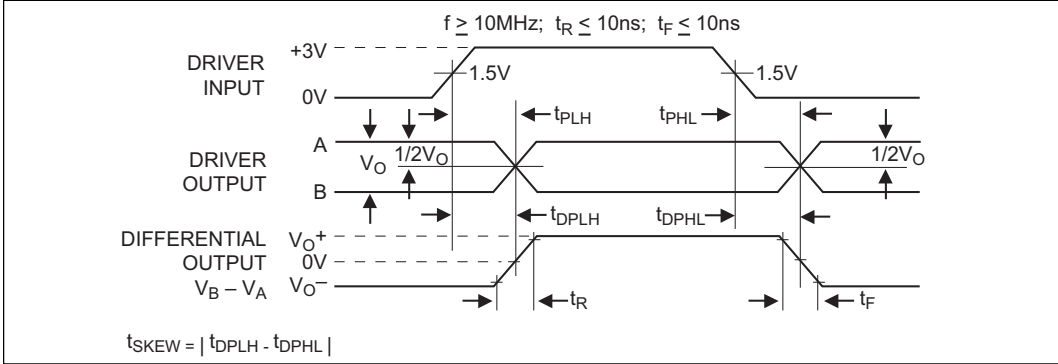 f ≥ 10MHz; tR ≤ 10ns; tF ≤ 10ns
+3V
DRIVER
INPUT
1.5V
1.5V
0V
tPLH
tPHL
A
DRIVER
OUTPUT
VO
1/2VO
1/2VO
B
tDPLH
tDPHL
DIFFERENTIAL
OUTPUT
VB – VA
VO+
0V
VO–
tR
tF
tSKEW = | tDPLH - tDPHL |